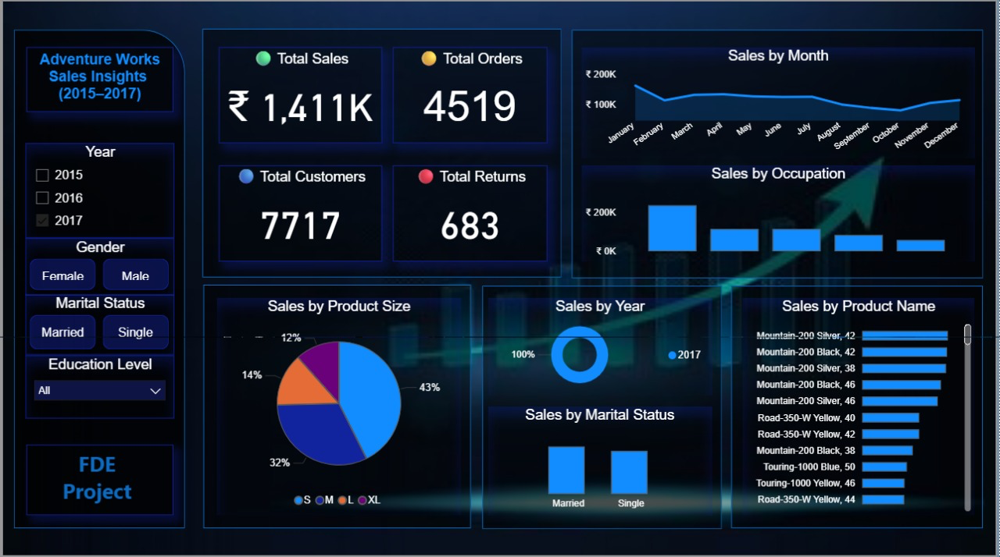 Adventure Works
Sales Insights
(2015–2017)
Year
2015
2016
2017
Gender
Female Male
Marital Status
Married Single
Education Level
All
FDE
Project
Total Sales
₹ 1,411K
Total Orders
4519
Total Customers
7717
Total Returns
683
Sales by Month
₹ 200K
₹ 100K
January February March April May June July August September October November December
Sales by Occupation
₹ 200K
₹ 0K
Sales by Product Size
12%
14%
43%
32%
S M L XL
Sales by Year
100%
2017
Sales by Marital Status
Married Single
Sales by Product Name
Mountain-200 Silver, 42
Mountain-200 Black, 42
Mountain-200 Silver, 38
Mountain-200 Black, 46
Mountain-200 Silver, 46
Road-350-W Yellow, 40
Road-350-W Yellow, 42
Mountain-200 Black, 38
Touring-1000 Blue, 50
Touring-1000 Yellow, 46
Road-350-W Yellow, 44